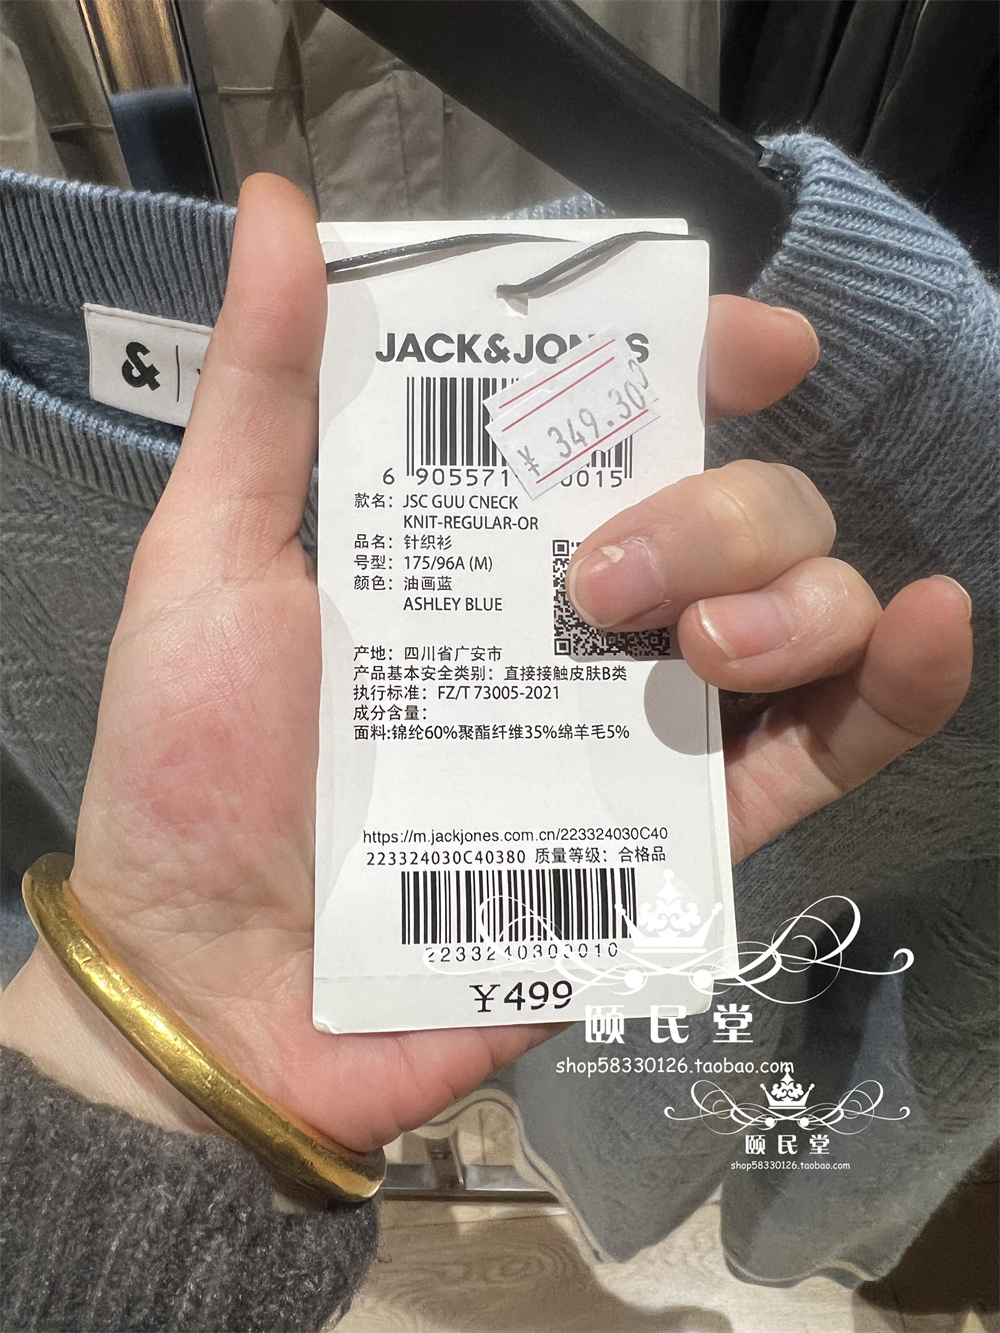 &
JACK&JONES
¥ 349.30
6 905571 0015
款名：JSC GUU CNECK
KNIT-REGULAR-OR
品名：针织衫
号型：175/96A (M)
颜色：油画蓝
ASHLEY BLUE
产地：四川省广安市
产品基本安全类别：直接接触皮肤B类
执行标准：FZ/T 73005-2021
成分含量：
面料:锦纶60%聚酯纤维35%绵羊毛5%
https://m.jackjones.com.cn/223324030C40
223324030C40380 质量等级：合格品
2233240300010
¥499
颐民堂
shop58330126.taobao.com
颐民堂
shop58330126.taobao.com